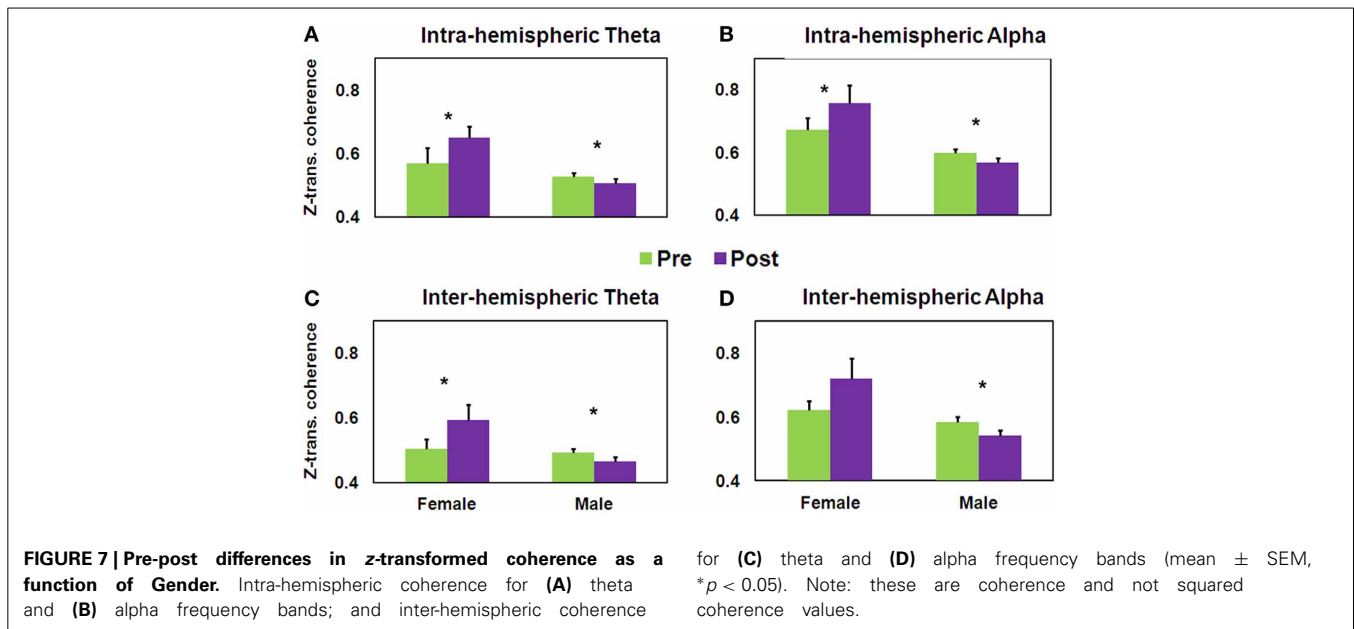 A Intra-hemispheric Theta
B Intra-hemispheric Alpha
Z-trans. coherence
0.8
0.6
0.4
* *
0.8
0.6
0.4
* *
Pre Post
C Inter-hemispheric Theta
D Inter-hemispheric Alpha
Z-trans. coherence
0.8
0.6
0.4
* *
Female Male
0.8
0.6
0.4
*
Female Male
FIGURE 7 | Pre-post differences in z-transformed coherence as a
function of Gender. Intra-hemispheric coherence for (A) theta
and (B) alpha frequency bands; and inter-hemispheric coherence
for (C) theta and (D) alpha frequency bands (mean ± SEM,
*p < 0.05). Note: these are coherence and not squared
coherence values.